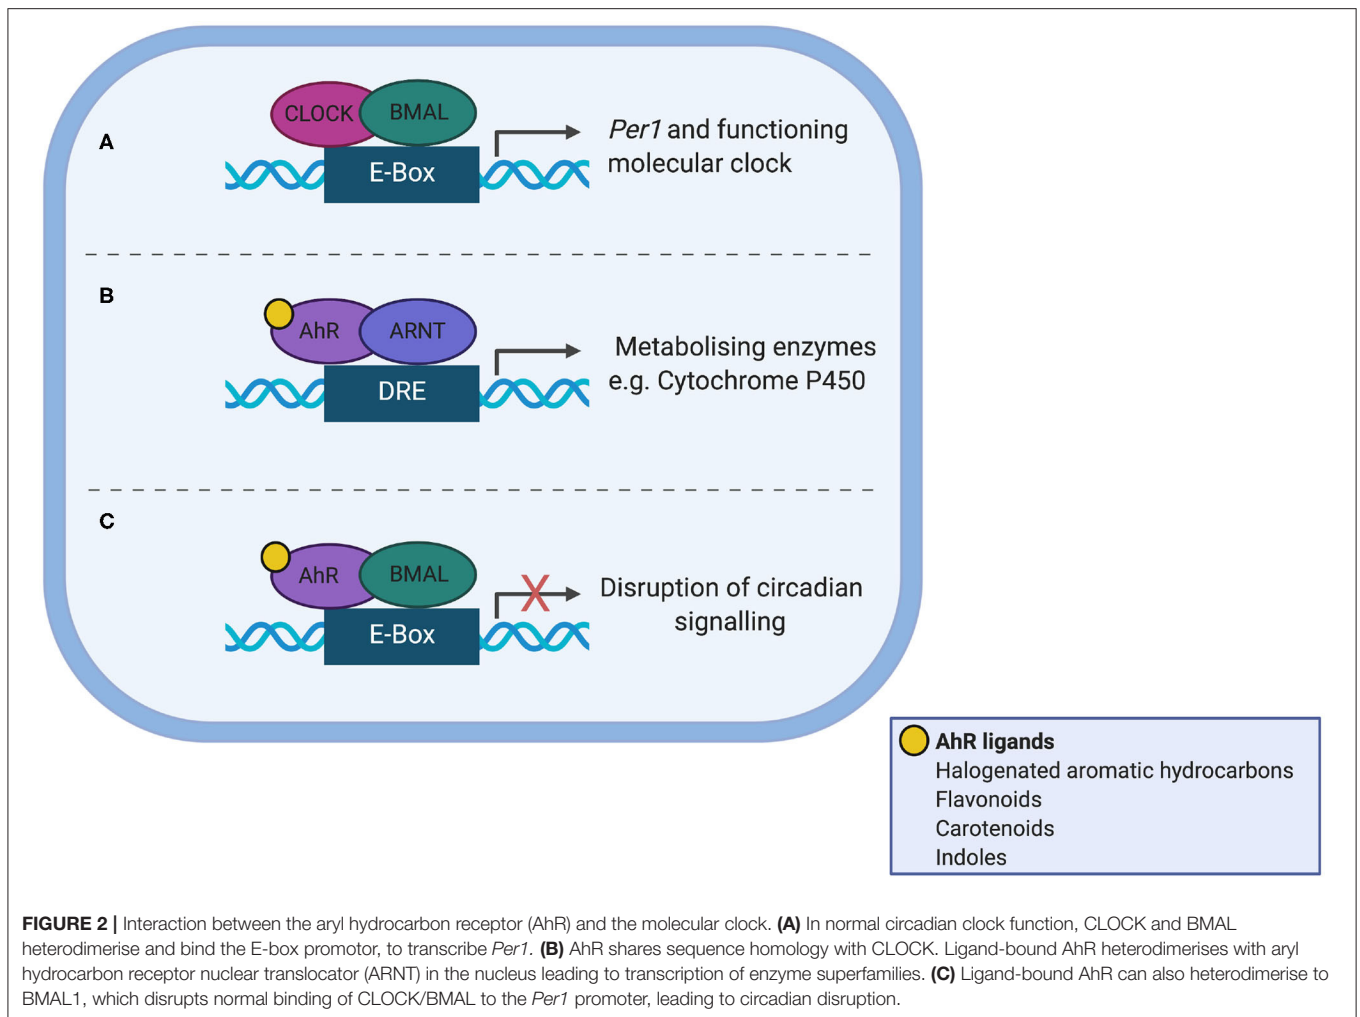 A
CLOCK
BMAL
E-Box
Per1 and functioning
molecular clock
B
AhR
ARNT
DRE
Metabolising enzymes
e.g. Cytochrome P450
C
AhR
BMAL
E-Box
X
Disruption of circadian
signalling
AhR ligands
Halogenated aromatic hydrocarbons
Flavonoids
Carotenoids
Indoles
FIGURE 2 | Interaction between the aryl hydrocarbon receptor (AhR) and the molecular clock. (A) In normal circadian clock function, CLOCK and BMAL
heterodimerise and bind the E-box promotor, to transcribe Per1. (B) AhR shares sequence homology with CLOCK. Ligand-bound AhR heterodimerises with aryl
hydrocarbon receptor nuclear translocator (ARNT) in the nucleus leading to transcription of enzyme superfamilies. (C) Ligand-bound AhR can also heterodimerise to
BMAL1, which disrupts normal binding of CLOCK/BMAL to the Per1 promoter, leading to circadian disruption.